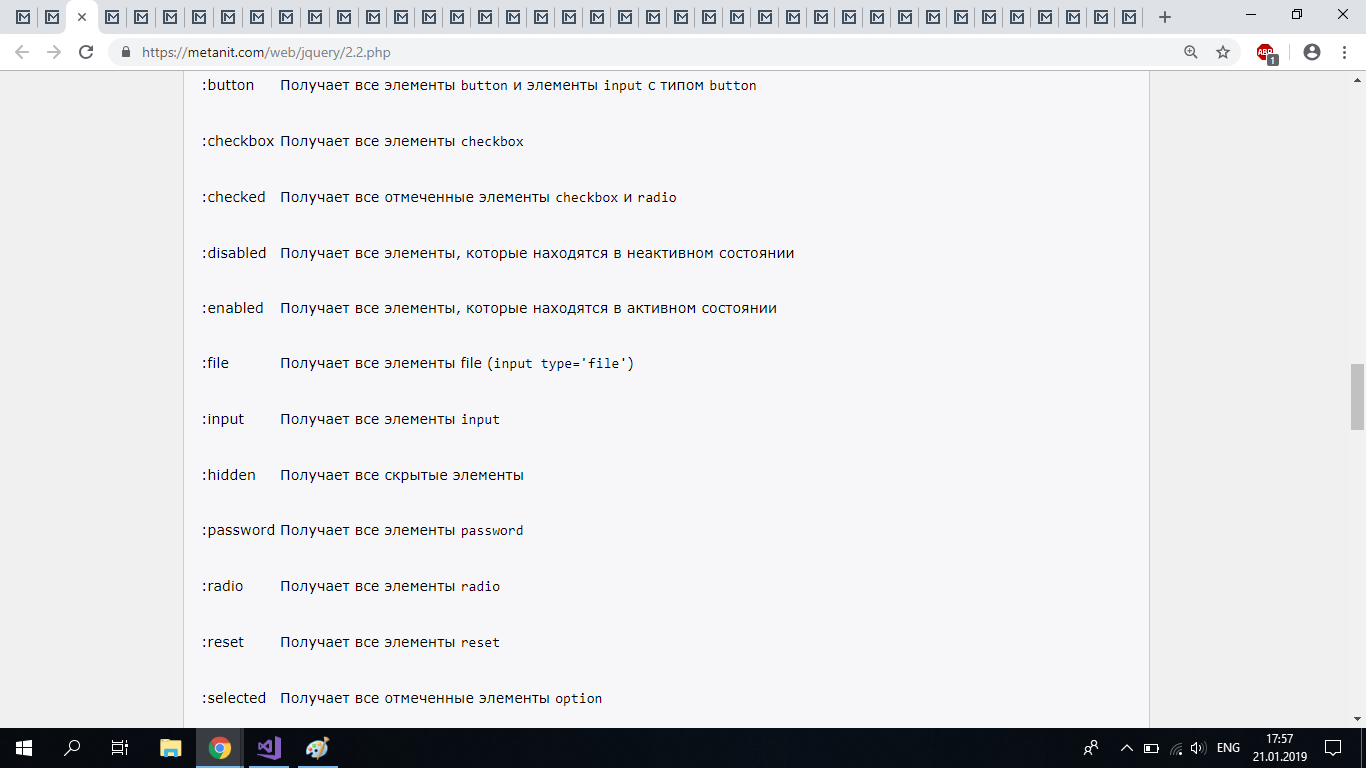 https://metanit.com/web/jquery/2.2.php
ABP
1
:button Получает все элементы button и элементы input с типом button
:checkbox Получает все элементы checkbox
:checked Получает все отмеченные элементы checkbox и radio
:disabled Получает все элементы, которые находятся в неактивном состоянии
:enabled Получает все элементы, которые находятся в активном состоянии
:file Получает все элементы file (input type='file')
:input Получает все элементы input
:hidden Получает все скрытые элементы
:password Получает все элементы password
:radio Получает все элементы radio
:reset Получает все элементы reset
:selected Получает все отмеченные элементы option
ENG
17:57
21.01.2019